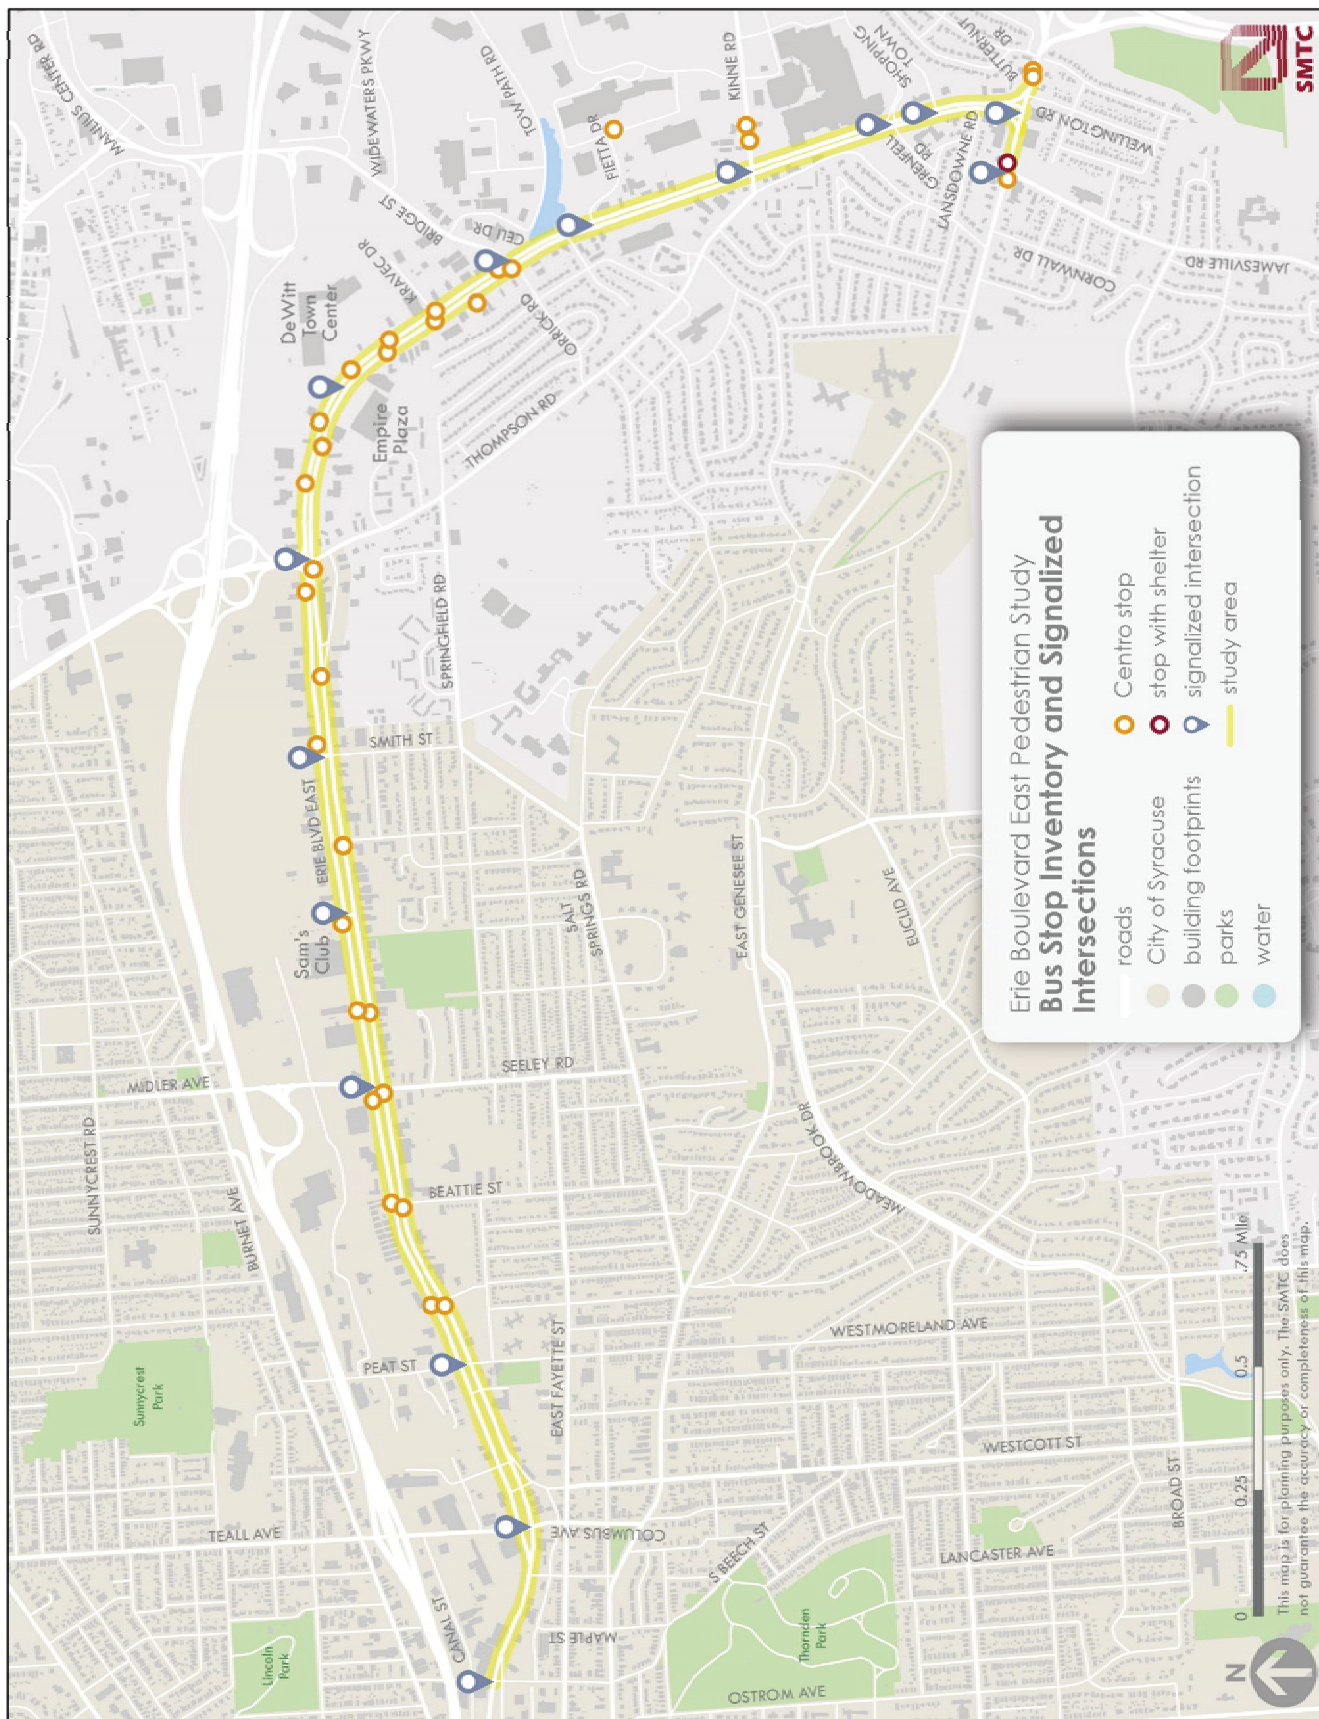 Erie Boulevard East Pedestrian Study
Bus Stop Inventory and Signalized
Intersections
roads
City of Syracuse
building footprints
parks
water
Centro stop
stop with shelter
signalized intersection
study area
MANLIUS CENTER RD
WIDEWATERS PKWY
TOW PATH RD
BRIDGE ST
CELI DR
FIETTA DR
KINNE RD
SHOPPING
TOWN
BUTTERNUT
DR
KRAVEC DR
DeWitt
Town
Center
ORRICK RD
GRENFELL
RD
LANSDOWNE RD
WELLINGTON RD
CORNWALL DR
JAMESVILLE RD
Empire
Plaza
THOMPSON RD
SPRINGFIELD RD
SMITH ST
ERIE BLVD EAST
Sam's
Club
SALT
SPRINGS RD
EAST GENESEE ST
EUCLID AVE
MIDLER AVE
SEELEY RD
SUNNYCREST RD
BURNET AVE
BEATTIE ST
MEADOWBROOK DR
Sunnycrest
Park
PEAT ST
EAST FAYETTE ST
WESTMORELAND AVE
WESTCOTT ST
TEALL AVE
COLUMBUS AVE
S BEECH ST
LANCASTER AVE
BROAD ST
CANAL ST
Lincoln
Park
MAPLE ST
Thornden
Park
OSTROM AVE
N
0 0.25 0.5 .75 Mile
This map is for planning purposes only. The SMTC does
not guarantee the accuracy or completeness of this map.
SMTC